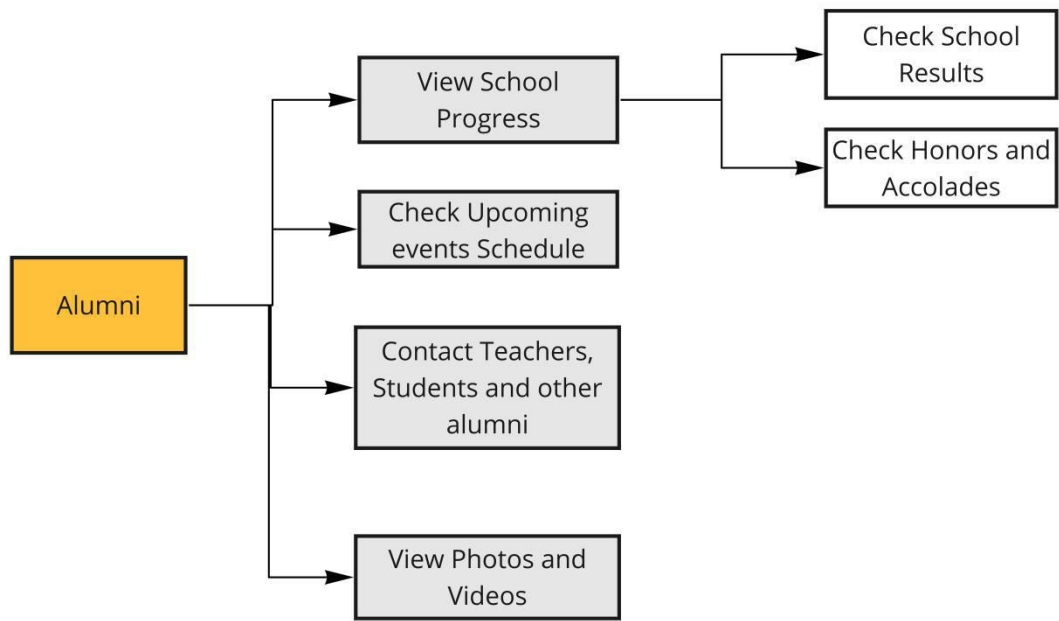 Check School
Results
View School
Progress
Check Honors and
Accolades
Check Upcoming
events Schedule
Alumni
Contact Teachers,
Students and other
alumni
View Photos and
Videos